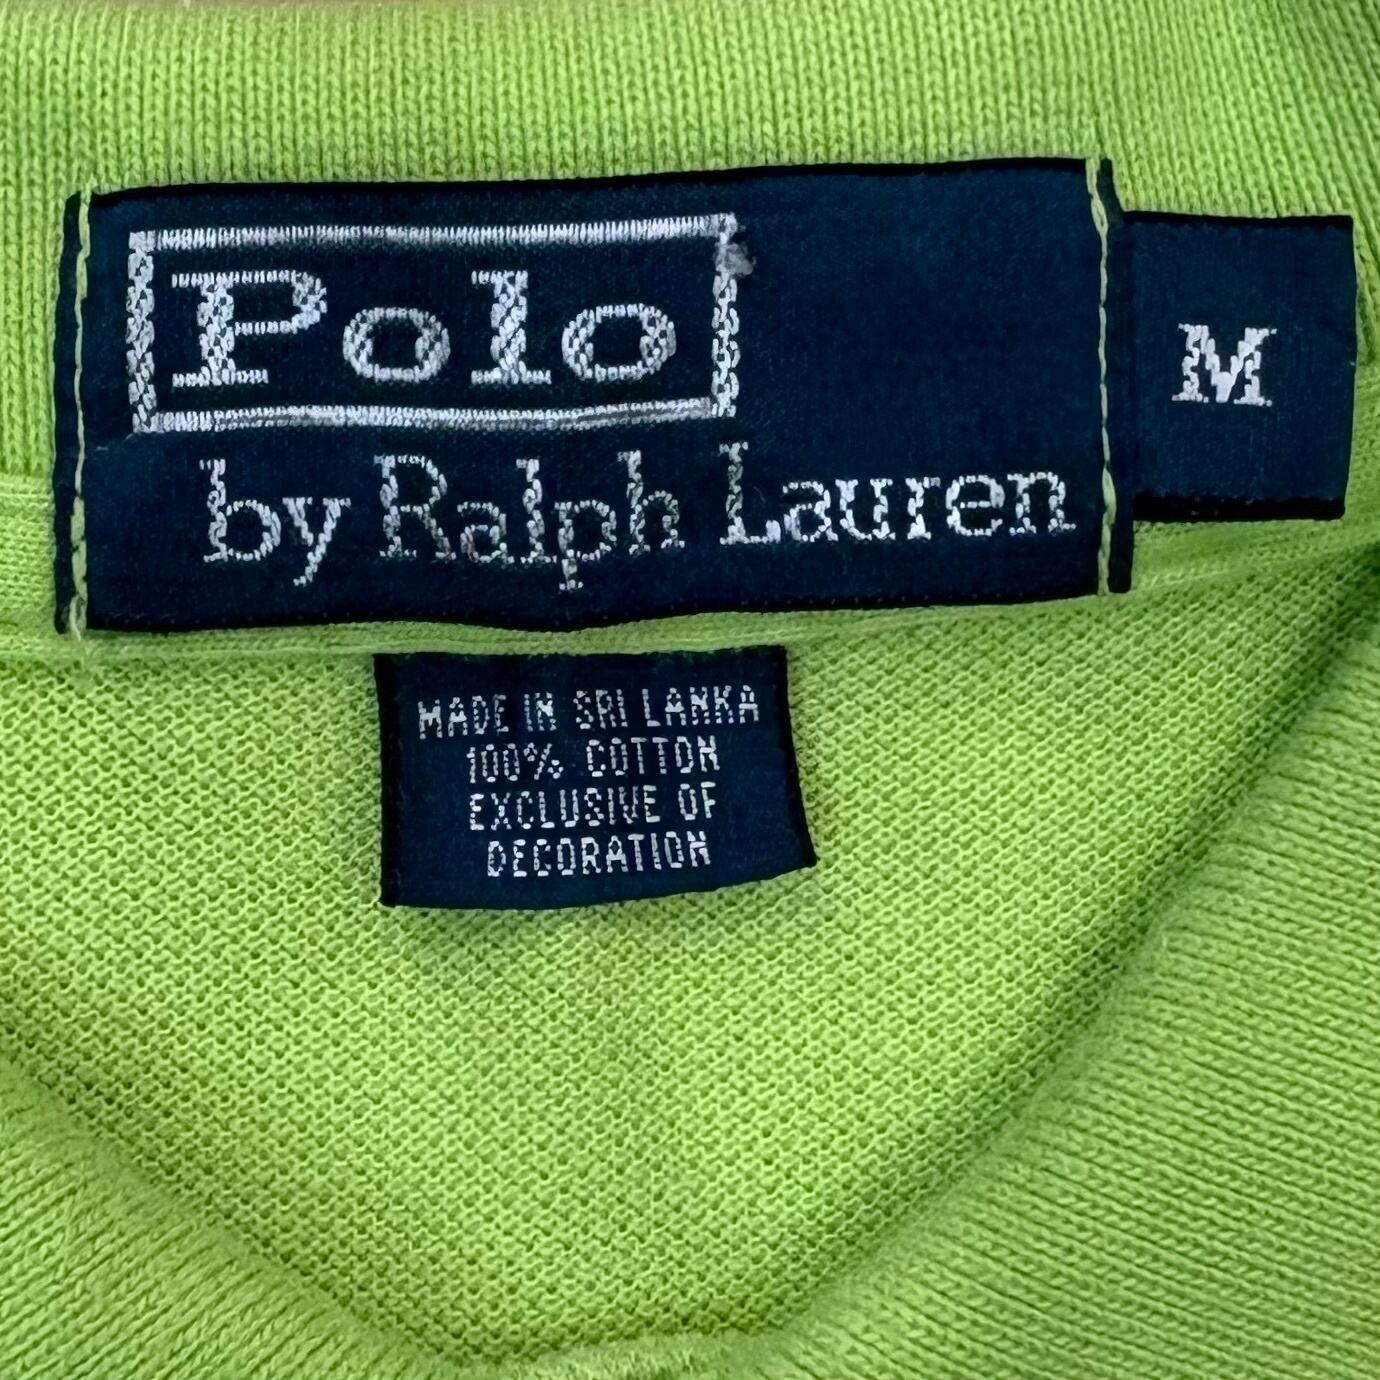 Polo
by Ralph Lauren
M
MADE IN SRI LANKA
100% COTTON
EXCLUSIVE OF
DECORATION